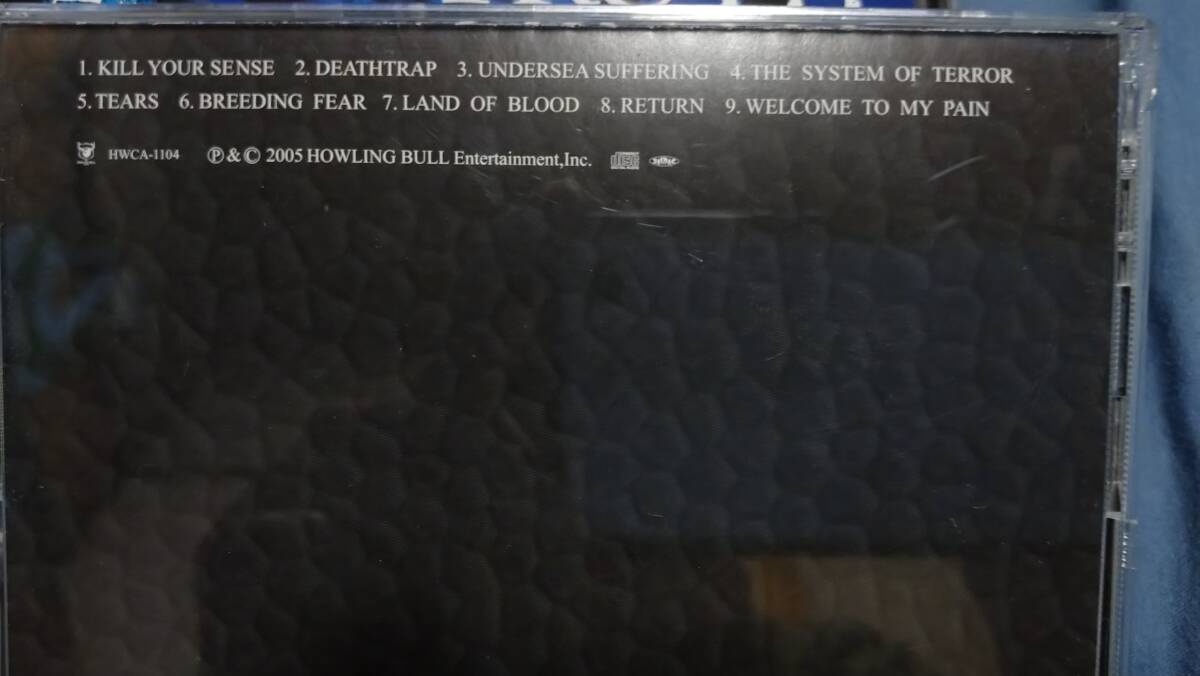 1. KILL YOUR SENSE 2. DEATHTRAP 3. UNDERSEA SUFFERING 4. THE SYSTEM OF TERROR
5. TEARS 6. BREEDING FEAR 7. LAND OF BLOOD 8. RETURN 9. WELCOME TO MY PAIN
HWCA-1104 ℗&© 2005 HOWLING BULL Entertainment,Inc. disc